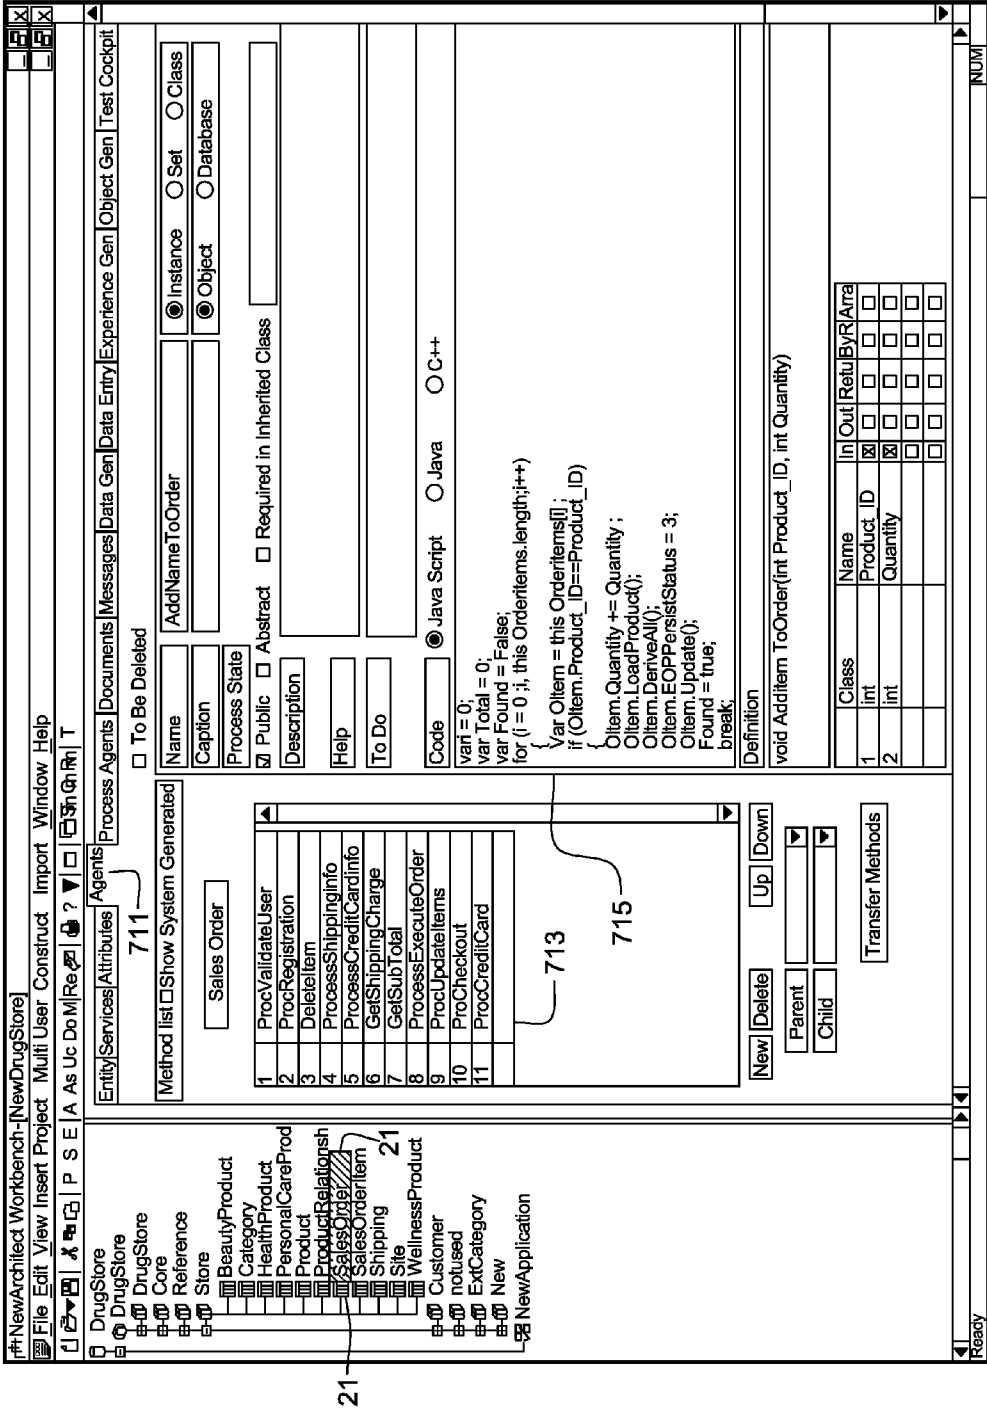 NewArchitect Workbench-[NewDrugStore]
File Edit View Insert Project Multi User Construct Import Window Help
P S E A As Uc Do M Re ? T
DrugStore
DrugStore
DrugStore
Core
Reference
Store
BeautyProduct
Category
HealthProduct
PersonalCareProd
Product
ProductRelationsh
SalesOrder
SalesOrderItem
Shipping
Site
WellnessProduct
Customer
notused
ExtCategory
New
NewApplication
21
21
Entity Services Attributes Agents Process Agents Documents Messages Data Gen Data Entry Experience Gen Object Gen Test Cockpit
711
Method list Show System Generated
Sales Order
1 ProcValidateUser
2 ProcRegistration
3 DeleteItem
4 ProcessShippinginfo
5 ProcessCreditCardinfo
6 GetShippingCharge
7 GetSubTotal
8 ProcessExecuteOrder
9 ProcUpdateItems
10 ProCheckout
11 ProcCreditCard
713
715
New Delete Up Down
Parent
Child
Transfer Methods
To Be Deleted
Name AddNameToOrder Instance Set Class
Caption Object Database
Process State
Public Abstract Required in Inherited Class
Description
Help
To Do
Code Java Script Java C++
vari = 0;
var Total = 0;
var Found = False;
for (i = 0 ;i, this Orderitems.length;i++)
{
Var OItem = this Orderitems[i] ;
if (OItem.Product_ID==Product_ID)
{
OItem.Quantity += Quantity ;
OItem.LoadProduct();
OItem.DeriveAll();
OItem.EOPPersistStatus = 3;
OItem.Update();
Found = true;
break;
Definition
void Additem ToOrder(int Product_ID, int Quantity)
Class Name In Out Retu ByR Arra
1 int Product_ID
2 int Quantity
Ready NUM